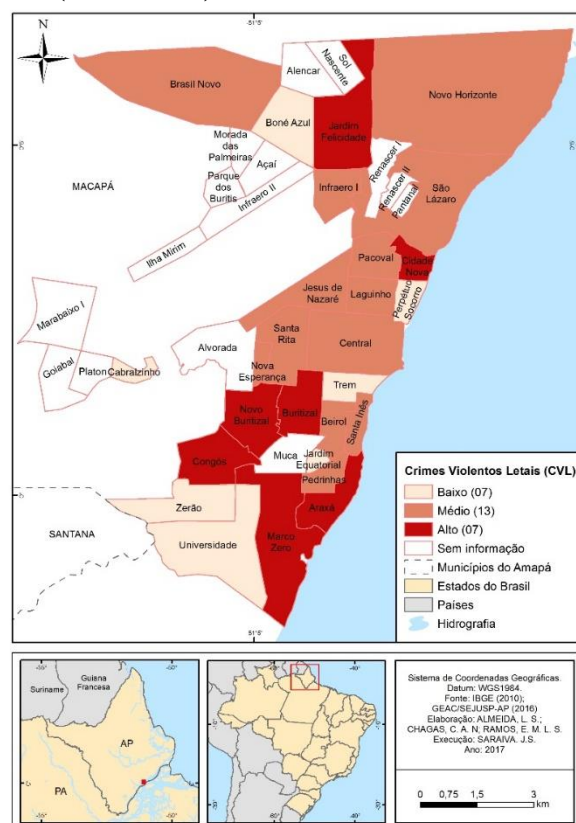 N
51°5'
Brasil Novo
Alencar
Sol
Nascente
Novo Horizonte
Boné Azul
Jardim
Felicidade
Morada
das
Palmeiras
Açaí
Parque
dos
Buritis
Infraero II
Infraero I
Renascer I
Renascer II
Pantanal
São
Lázaro
MACAPÁ
Ilha Mirim
Pacoval
Cidade
Nova
Marabaixo I
Jesus de
Nazaré
Laguinho
Perpétuo
Socorro
Goiabal
Platon
Cabralzinho
Alvorada
Santa
Rita
Central
Nova
Esperança
Trem
Novo
Buritizal
Buritizal
Beirol
Santa Inês
Congós
Muca
Jardim
Equatorial
Pedrinhas
Zerão
Araxá
SANTANA
Universidade
Marco
Zero
Crimes Violentos Letais (CVL)
Baixo (07)
Médio (13)
Alto (07)
Sem informação
Municípios do Amapá
Estados do Brasil
Países
Hidrografia
51°5'
Suriname
Guiana
Francesa
AP
PA
Sistema de Coordenadas Geográficas.
Datum: WGS1984.
Fonte: IBGE (2010);
GEAC/SEJUSP-AP (2016)
Elaboração: ALMEIDA, L. S.;
CHAGAS, C. A. N; RAMOS, E. M. L. S.
Execução: SARAIVA. J.S.
Ano: 2017
0 0,75 1,5 3
km